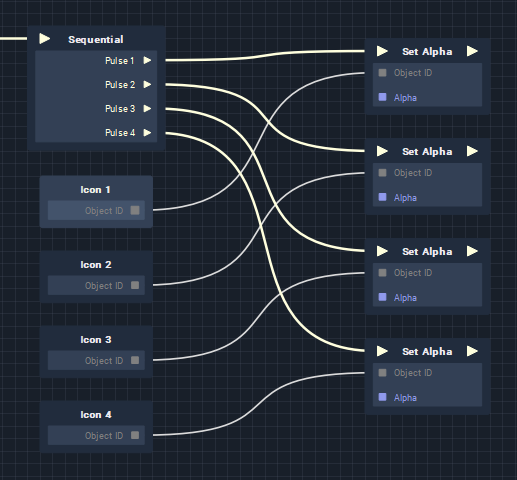 Sequential
Pulse 1
Pulse 2
Pulse 3
Pulse 4
Icon 1
Object ID
Icon 2
Object ID
Icon 3
Object ID
Icon 4
Object ID
Set Alpha
Object ID
Alpha
Set Alpha
Object ID
Alpha
Set Alpha
Object ID
Alpha
Set Alpha
Object ID
Alpha